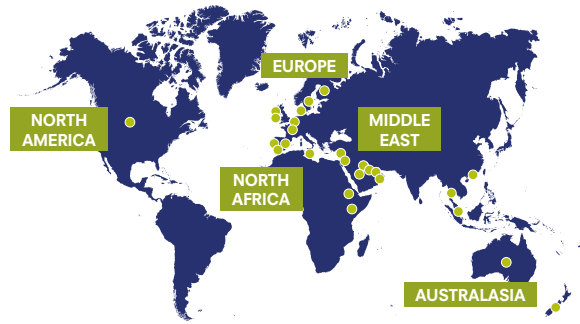 EUROPE
NORTH
AMERICA
MIDDLE
EAST
NORTH
AFRICA
AUSTRALASIA